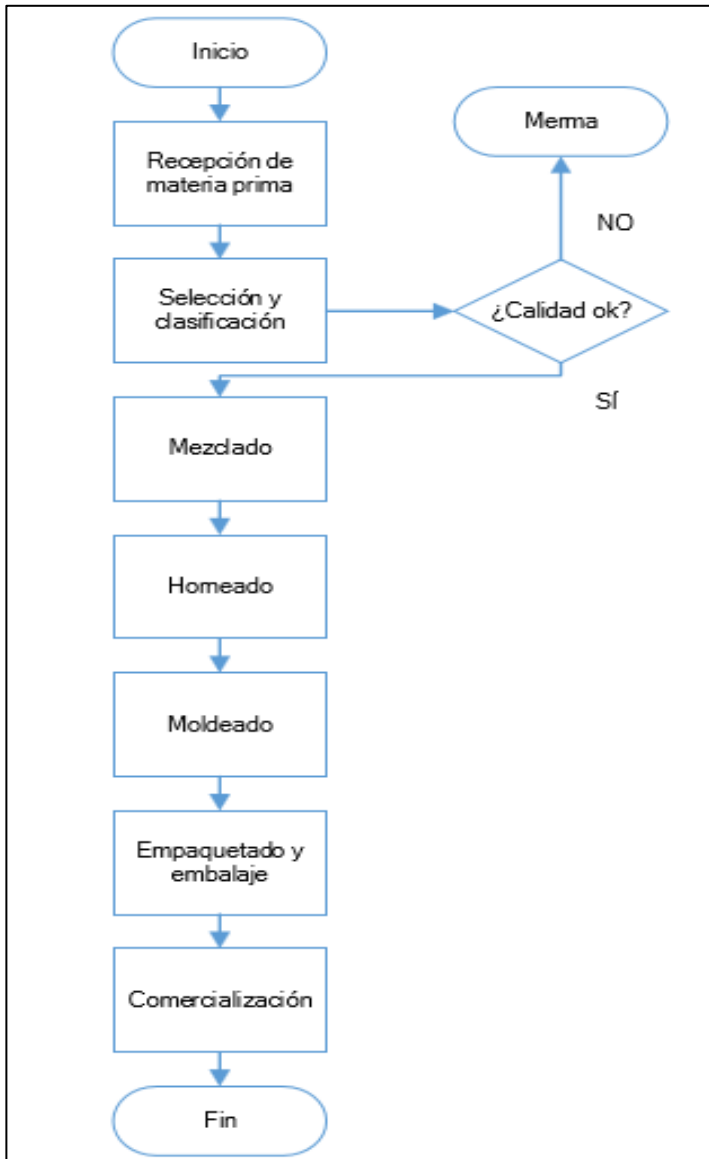 Inicio
Recepción de
materia prima
Merma
NO
Selección y
clasificación
¿Calidad ok?
SÍ
Mezclado
Horneado
Moldeado
Empaquetado y
embalaje
Comercialización
Fin